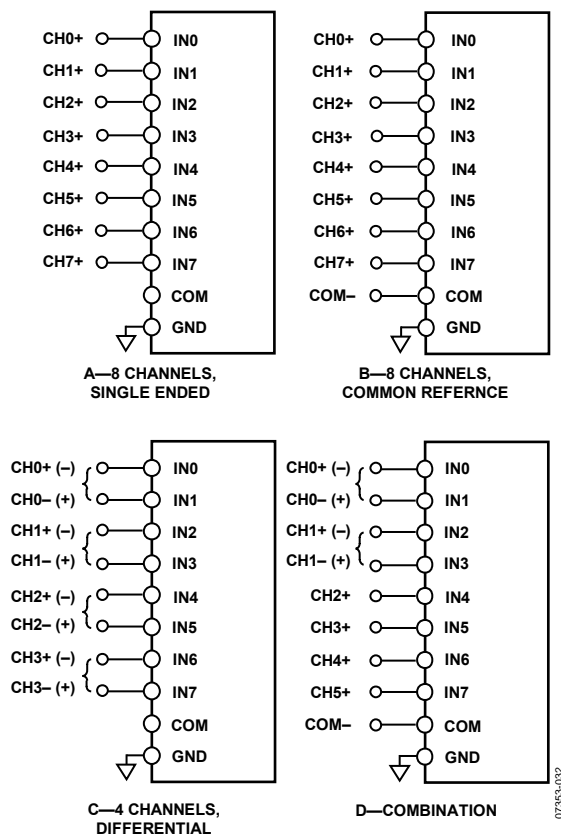 CH0+ IN0
CH1+ IN1
CH2+ IN2
CH3+ IN3
CH4+ IN4
CH5+ IN5
CH6+ IN6
CH7+ IN7
COM
GND
A—8 CHANNELS,
SINGLE ENDED
CH0+ IN0
CH1+ IN1
CH2+ IN2
CH3+ IN3
CH4+ IN4
CH5+ IN5
CH6+ IN6
CH7+ IN7
COM– COM
GND
B—8 CHANNELS,
COMMON REFERNCE
CH0+ (–) IN0
CH0– (+) IN1
CH1+ (–) IN2
CH1– (+) IN3
CH2+ (–) IN4
CH2– (+) IN5
CH3+ (–) IN6
CH3– (+) IN7
COM
GND
C—4 CHANNELS,
DIFFERENTIAL
CH0+ (–) IN0
CH0– (+) IN1
CH1+ (–) IN2
CH1– (+) IN3
CH2+ IN4
CH3+ IN5
CH4+ IN6
CH5+ IN7
COM– COM
GND
D—COMBINATION
07353-032